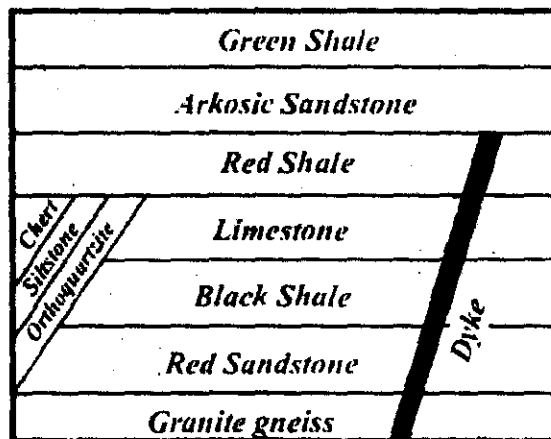 Green Shale
Arkosic Sandstone
Red Shale
Chert
Siltstone
Orthoquartzite
Limestone
Black Shale
Red Sandstone
Dyke
Granite gneiss